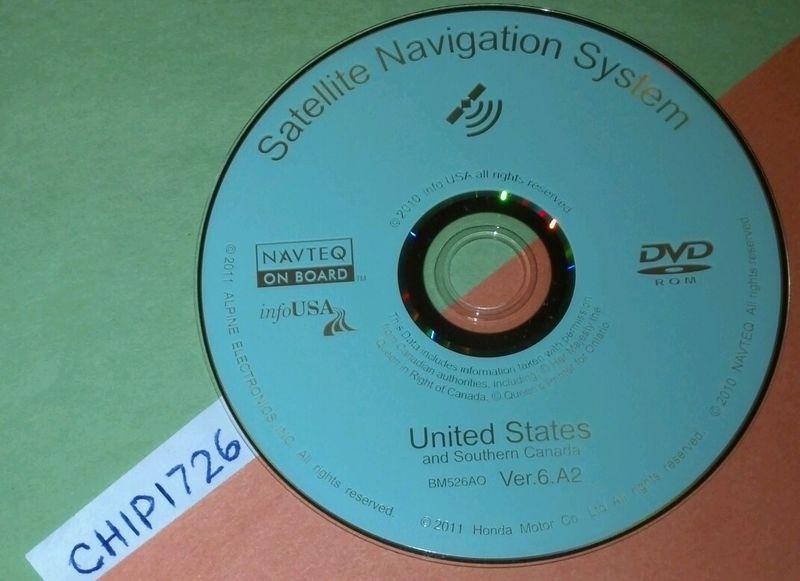 Satellite Navigation System
© 2010 info USA all rights reserved.
NAVTEQ
ON BOARD™
infoUSA
DVD
ROM
This Data includes information taken with permission
from Canadian authorities, including, © Her Majesty the
Queen in Right of Canada, © Queen's Printer for Ontario.
United States
and Southern Canada
BM526AO Ver.6.A2
© 2011 ALPINE ELECTRONICS, INC. All rights reserved.
© 2011 Honda Motor Co., Ltd. All rights reserved.
© 2010 NAVTEQ. All rights reserved.
CHIP1726